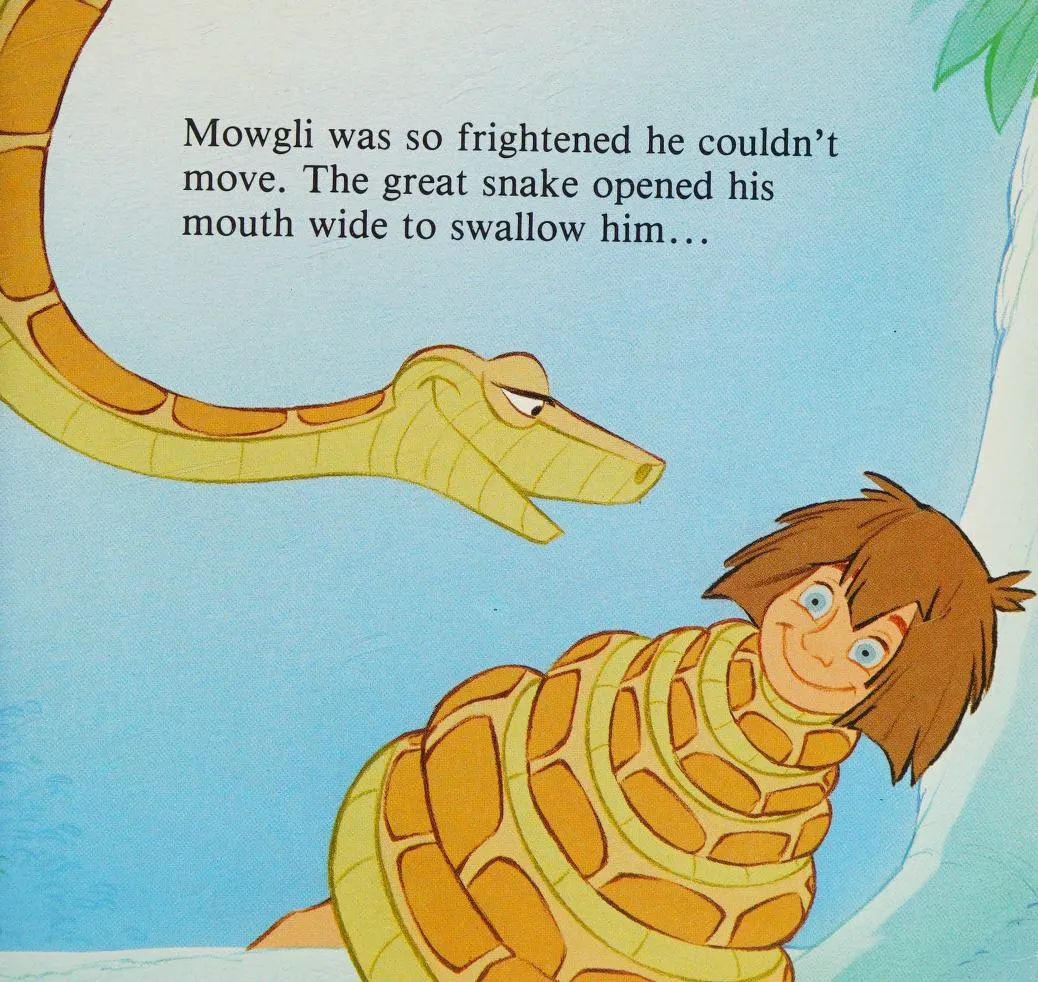 Mowgli was so frightened he couldn't
move. The great snake opened his
mouth wide to swallow him...